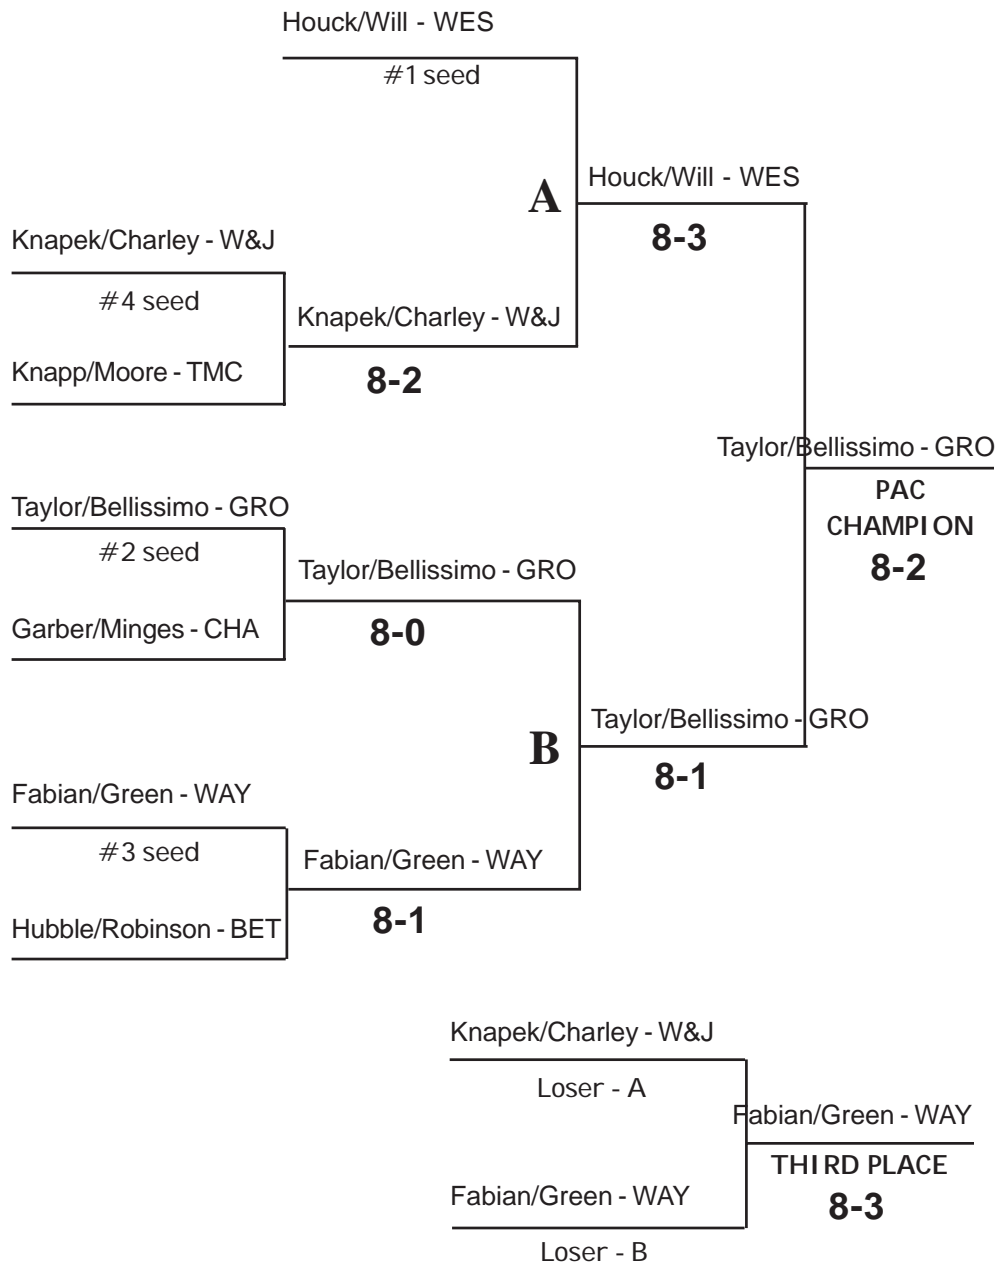 Houck/Will - WES
#1 seed
A
Houck/Will - WES
8-3
Knapek/Charley - W&J
#4 seed
Knapek/Charley - W&J
Knapp/Moore - TMC
8-2
Taylor/Bellissimo - GRO
PAC
CHAMPION
8-2
Taylor/Bellissimo - GRO
#2 seed
Taylor/Bellissimo - GRO
Garber/Minges - CHA
8-0
B
Taylor/Bellissimo - GRO
8-1
Fabian/Green - WAY
#3 seed
Fabian/Green - WAY
Hubble/Robinson - BET
8-1
Knapek/Charley - W&J
Loser - A
Fabian/Green - WAY
THIRD PLACE
8-3
Fabian/Green - WAY
Loser - B